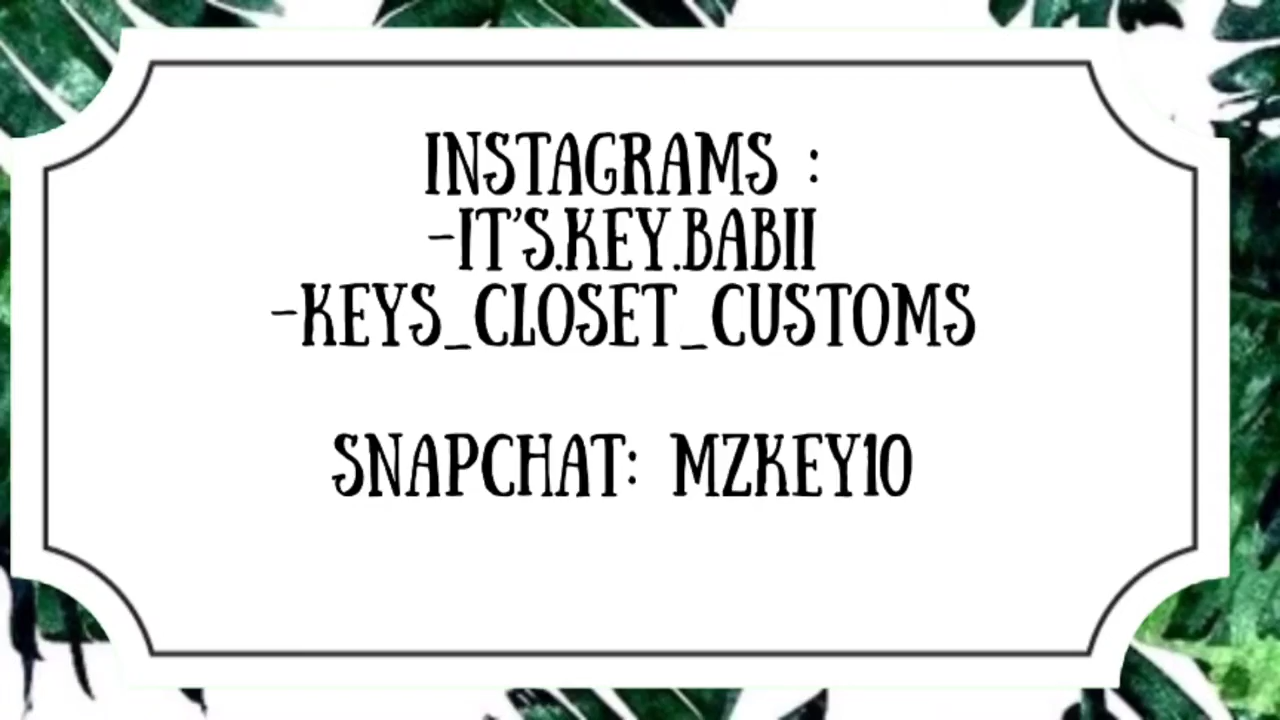 INSTAGRAMS :
-IT'S.KEY.BABII
-KEYS_CLOSET_CUSTOMS
SNAPCHAT: MZKEY10